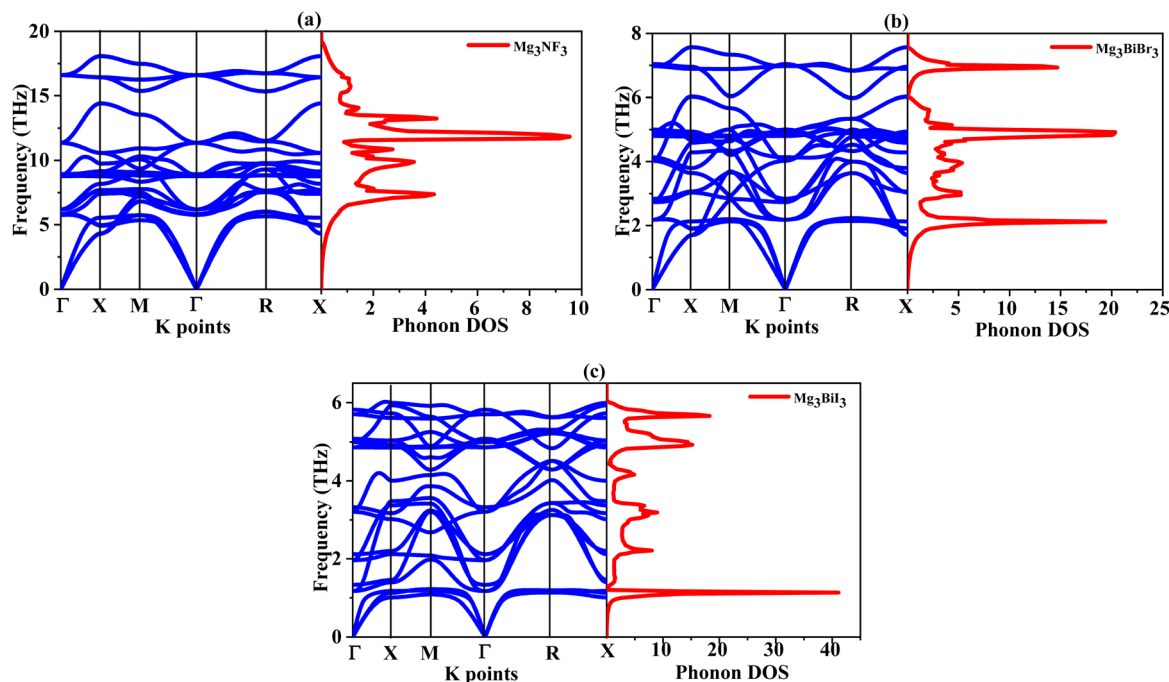 (a)
20
15
10
5
0
Frequency (THz)
Γ X M Γ R X
K points
2 4 6 8 10
Phonon DOS
Mg₃NF₃
(b)
8
6
4
2
0
Frequency (THz)
Γ X M Γ R X
K points
5 10 15 20 25
Phonon DOS
Mg₃BiBr₃
(c)
6
4
2
0
Frequency (THz)
Γ X M Γ R X
K points
10 20 30 40
Phonon DOS
Mg₃BiI₃